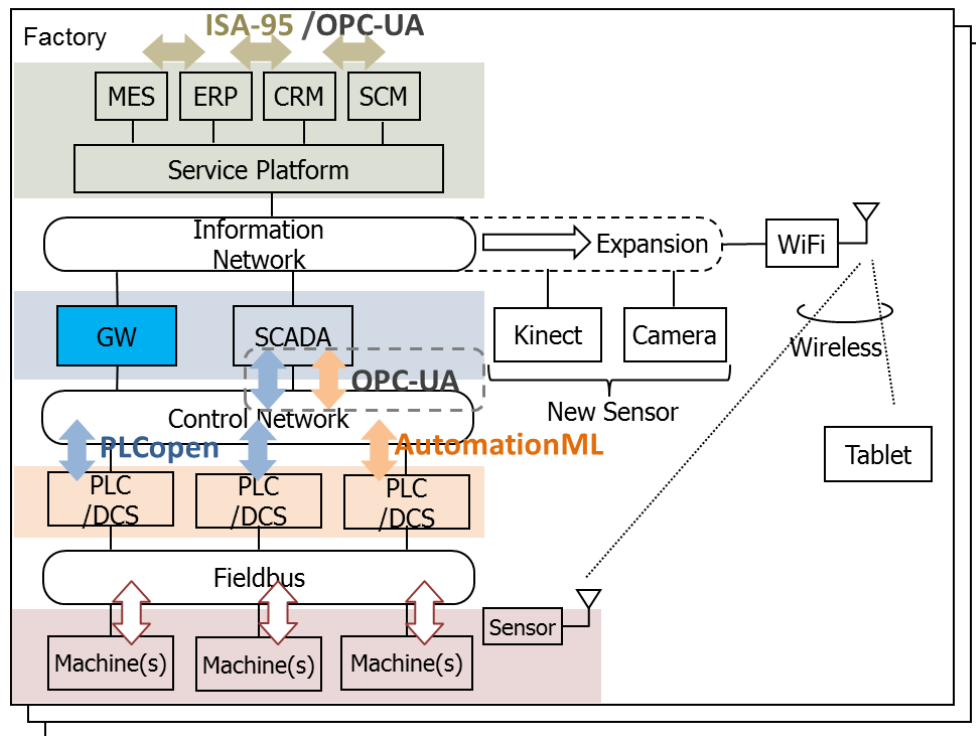 Factory
ISA-95 /OPC-UA
MES
ERP
CRM
SCM
Service Platform
Information
Network
Expansion
WiFi
GW
SCADA
Kinect
Camera
Wireless
OPC-UA
New Sensor
Control Network
PLCopen
AutomationML
Tablet
PLC
/DCS
PLC
/DCS
PLC
/DCS
Fieldbus
Sensor
Machine(s)
Machine(s)
Machine(s)